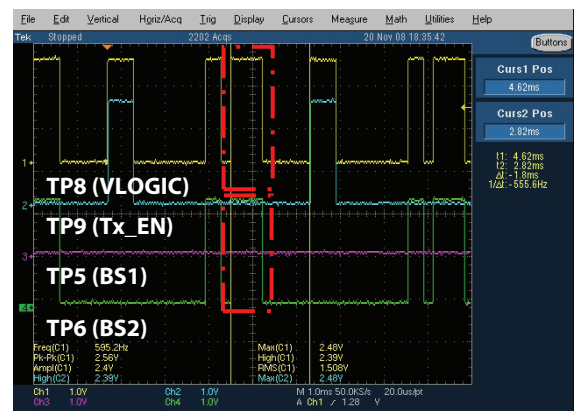 File Edit Vertical Horiz/Acq Trig Display Cursors Measure Math Utilities Help
Tek Stopped 2202 Acqs 20 Nov 08 18:35:42
Buttons
Curs1 Pos
4.62ms
Curs2 Pos
2.82ms
t1: 4.62ms
t2: 2.82ms
Δt: -1.8ms
1/Δt: -555.6Hz
1
TP8 (VLOGIC)
2
TP9 (Tx_EN)
3
TP5 (BS1)
4
TP6 (BS2)
Freq(C1) 595.2Hz Max(C1) 2.48V
Pk-Pk(C1) 2.56V High(C1) 2.39V
Ampl(C1) 2.4V RMS(C1) 1.508V
High(C2) 2.39V Max(C2) 2.48V
Ch1 1.0V Ch2 1.0V M 1.0ms 50.0KS/s 20.0us/pt
Ch3 1.0V Ch4 1.0V A Ch1 / 1.28 V